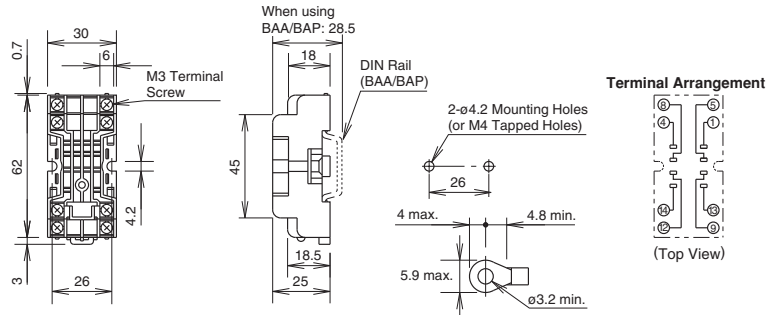 When using
BAA/BAP: 28.5
30
6
18
0.7
M3 Terminal
Screw
DIN Rail
(BAA/BAP)
Terminal Arrangement
2-ø4.2 Mounting Holes
(or M4 Tapped Holes)
8
5
4
1
62
45
26
4.2
4 max.
4.8 min.
14
13
12
9
(Top View)
18.5
5.9 max.
3
26
25
ø3.2 min.